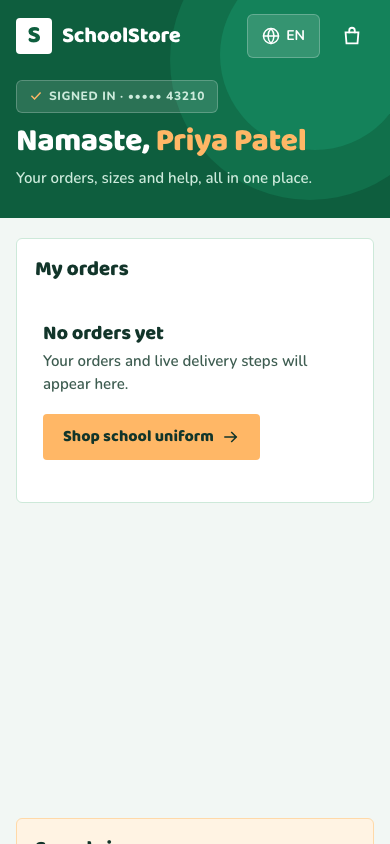 S SchoolStore
EN
SIGNED IN · ••••• 43210
Namaste, Priya Patel
Your orders, sizes and help, all in one place.
My orders
No orders yet
Your orders and live delivery steps will
appear here.
Shop school uniform →